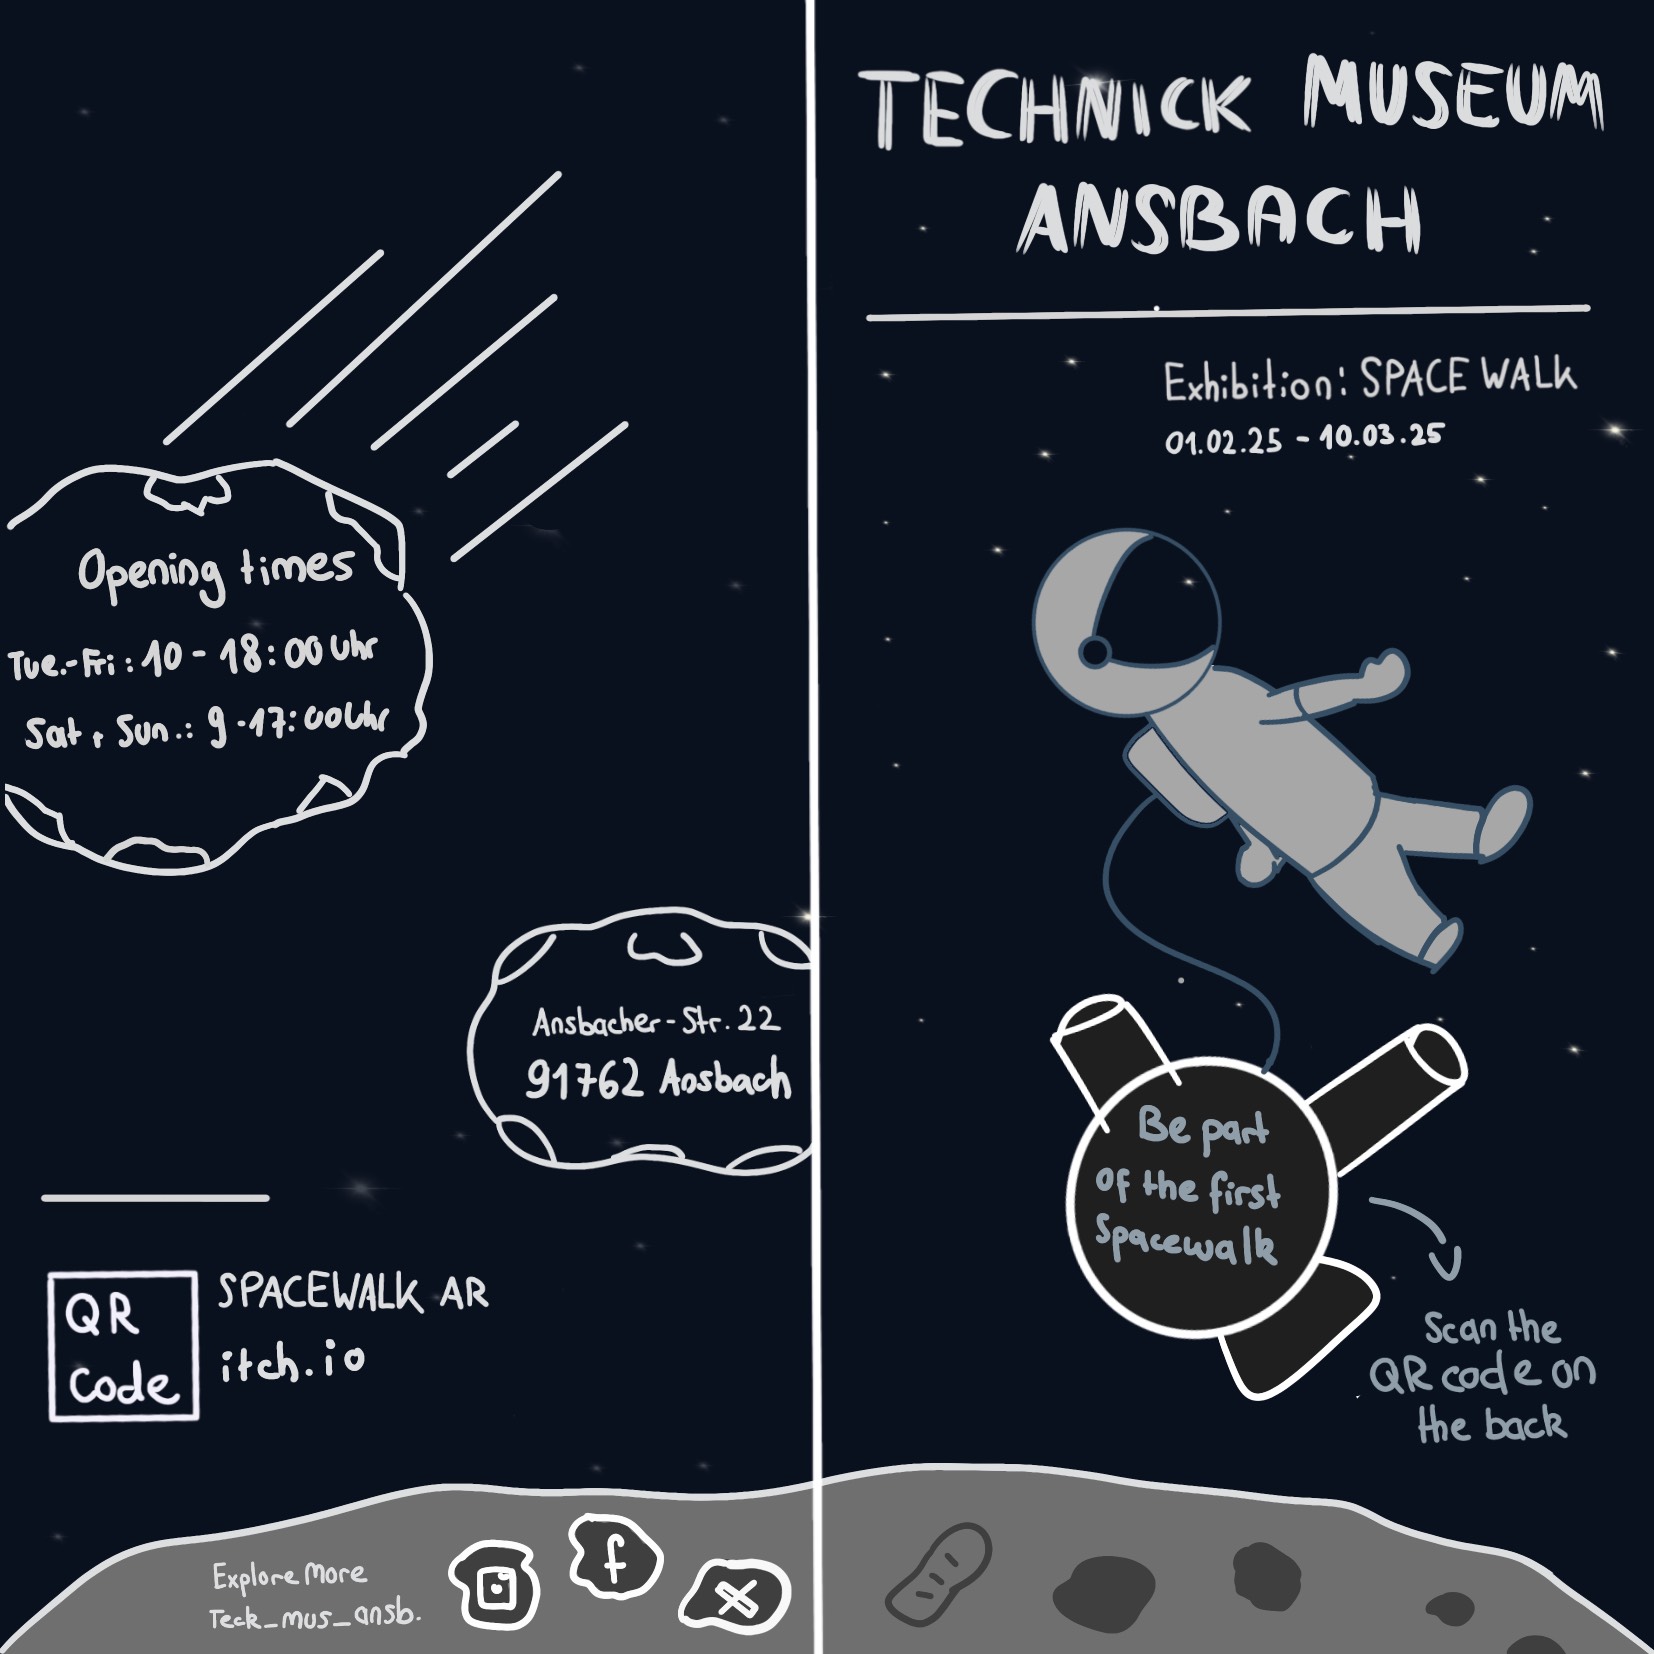 Opening times
Tue.-Fri: 10 - 18:00 Uhr
Sat + Sun.: 9 -17:00 Uhr
Ansbacher-Str. 22
91762 Ansbach
QR
Code
SPACEWALK AR
itch.io
Explore More
Teck_mus_ansb.
f
TECHNICK MUSEUM
ANSBACH
Exhibition: SPACE WALK
01.02.25 - 10.03.25
Be part
of the first
Spacewalk
Scan the
QR code on
the back